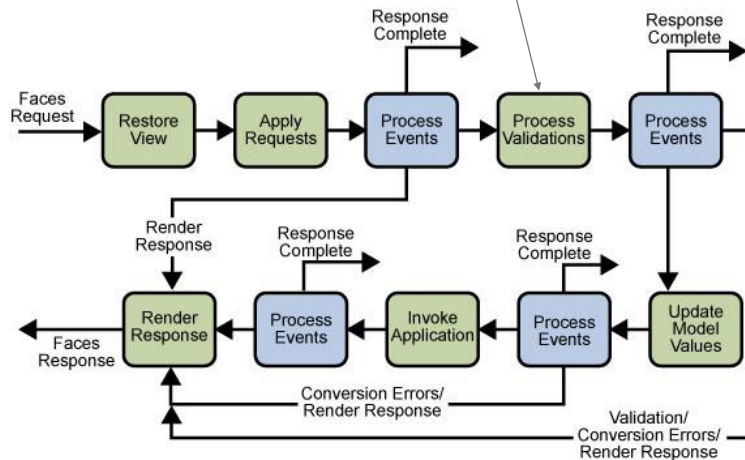 Response
Complete
Response
Complete
Faces
Request
Restore
View
Apply
Requests
Process
Events
Process
Validations
Process
Events
Render
Response
Response
Complete
Response
Complete
Render
Response
Process
Events
Invoke
Application
Process
Events
Update
Model
Values
Faces
Response
Conversion Errors/
Render Response
Validation/
Conversion Errors/
Render Response